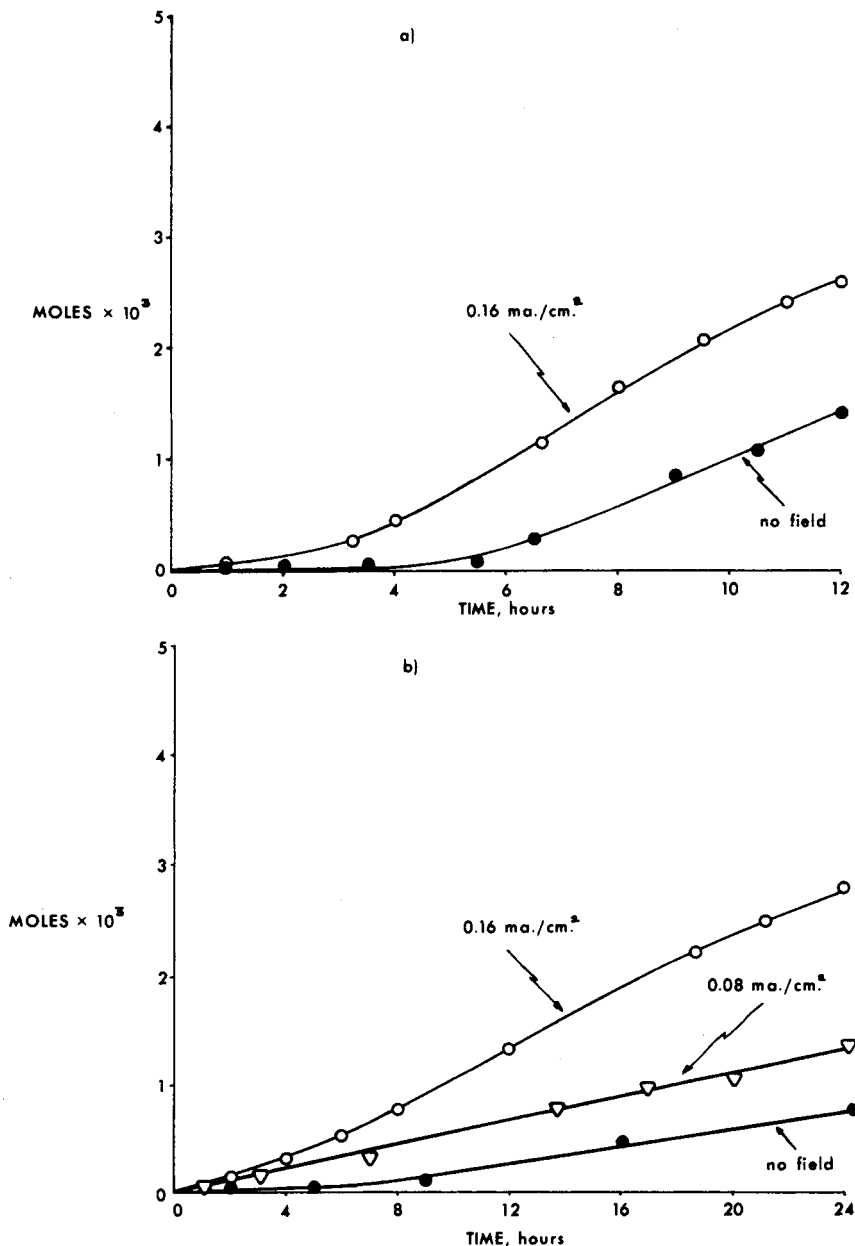 a)
5
4
3
2
1
0
MOLES × 10³
0.16 ma./cm.²
no field
0 2 4 6 8 10 12
TIME, hours
b)
5
4
3
2
1
0
MOLES × 10³
0.16 ma./cm.²
0.08 ma./cm.²
no field
0 4 8 12 16 20 24
TIME, hours